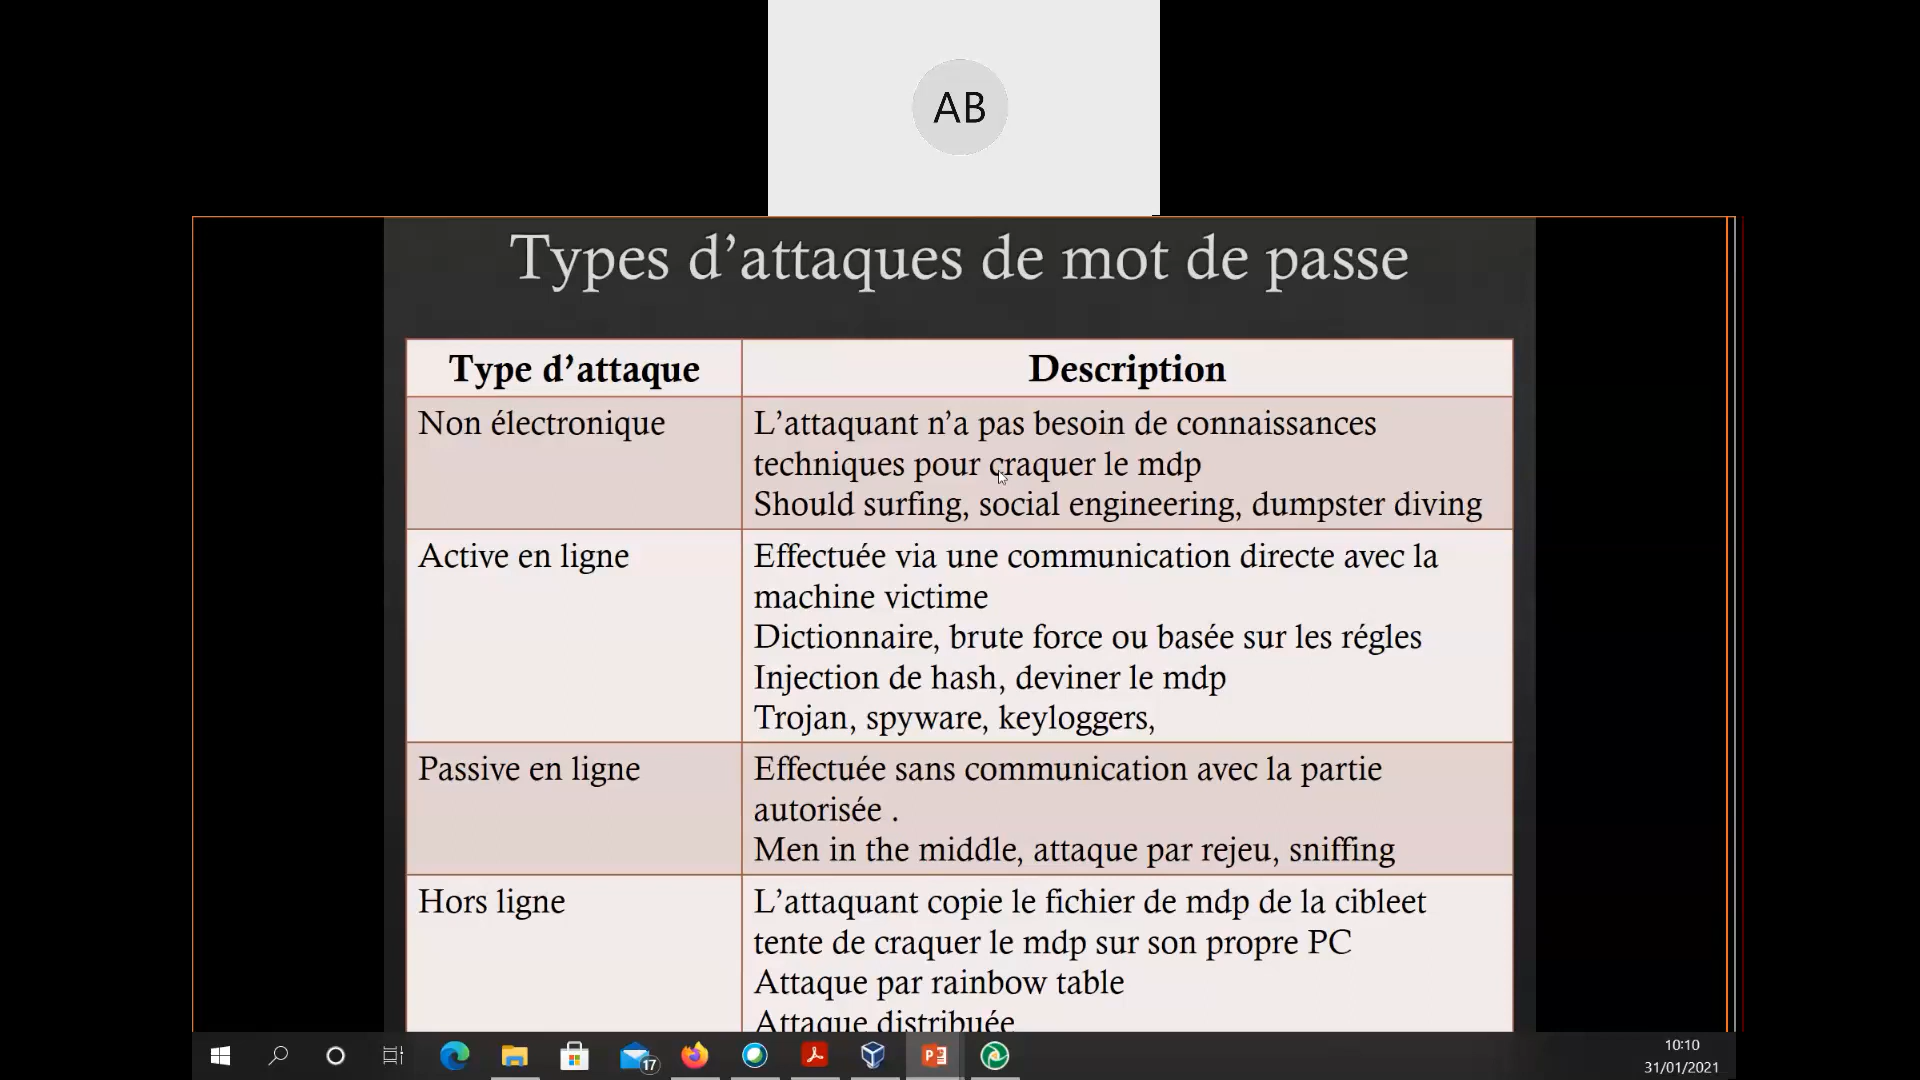 AB
Types d’attaques de mot de passe
Type d’attaque
Description
Non électronique
L’attaquant n’a pas besoin de connaissances
techniques pour craquer le mdp
Should surfing, social engineering, dumpster diving
Active en ligne
Effectuée via une communication directe avec la
machine victime
Dictionnaire, brute force ou basée sur les régles
Injection de hash, deviner le mdp
Trojan, spyware, keyloggers,
Passive en ligne
Effectuée sans communication avec la partie
autorisée .
Men in the middle, attaque par rejeu, sniffing
Hors ligne
L’attaquant copie le fichier de mdp de la cibleet
tente de craquer le mdp sur son propre PC
Attaque par rainbow table
Attaque distribuée
17
10:10
31/01/2021